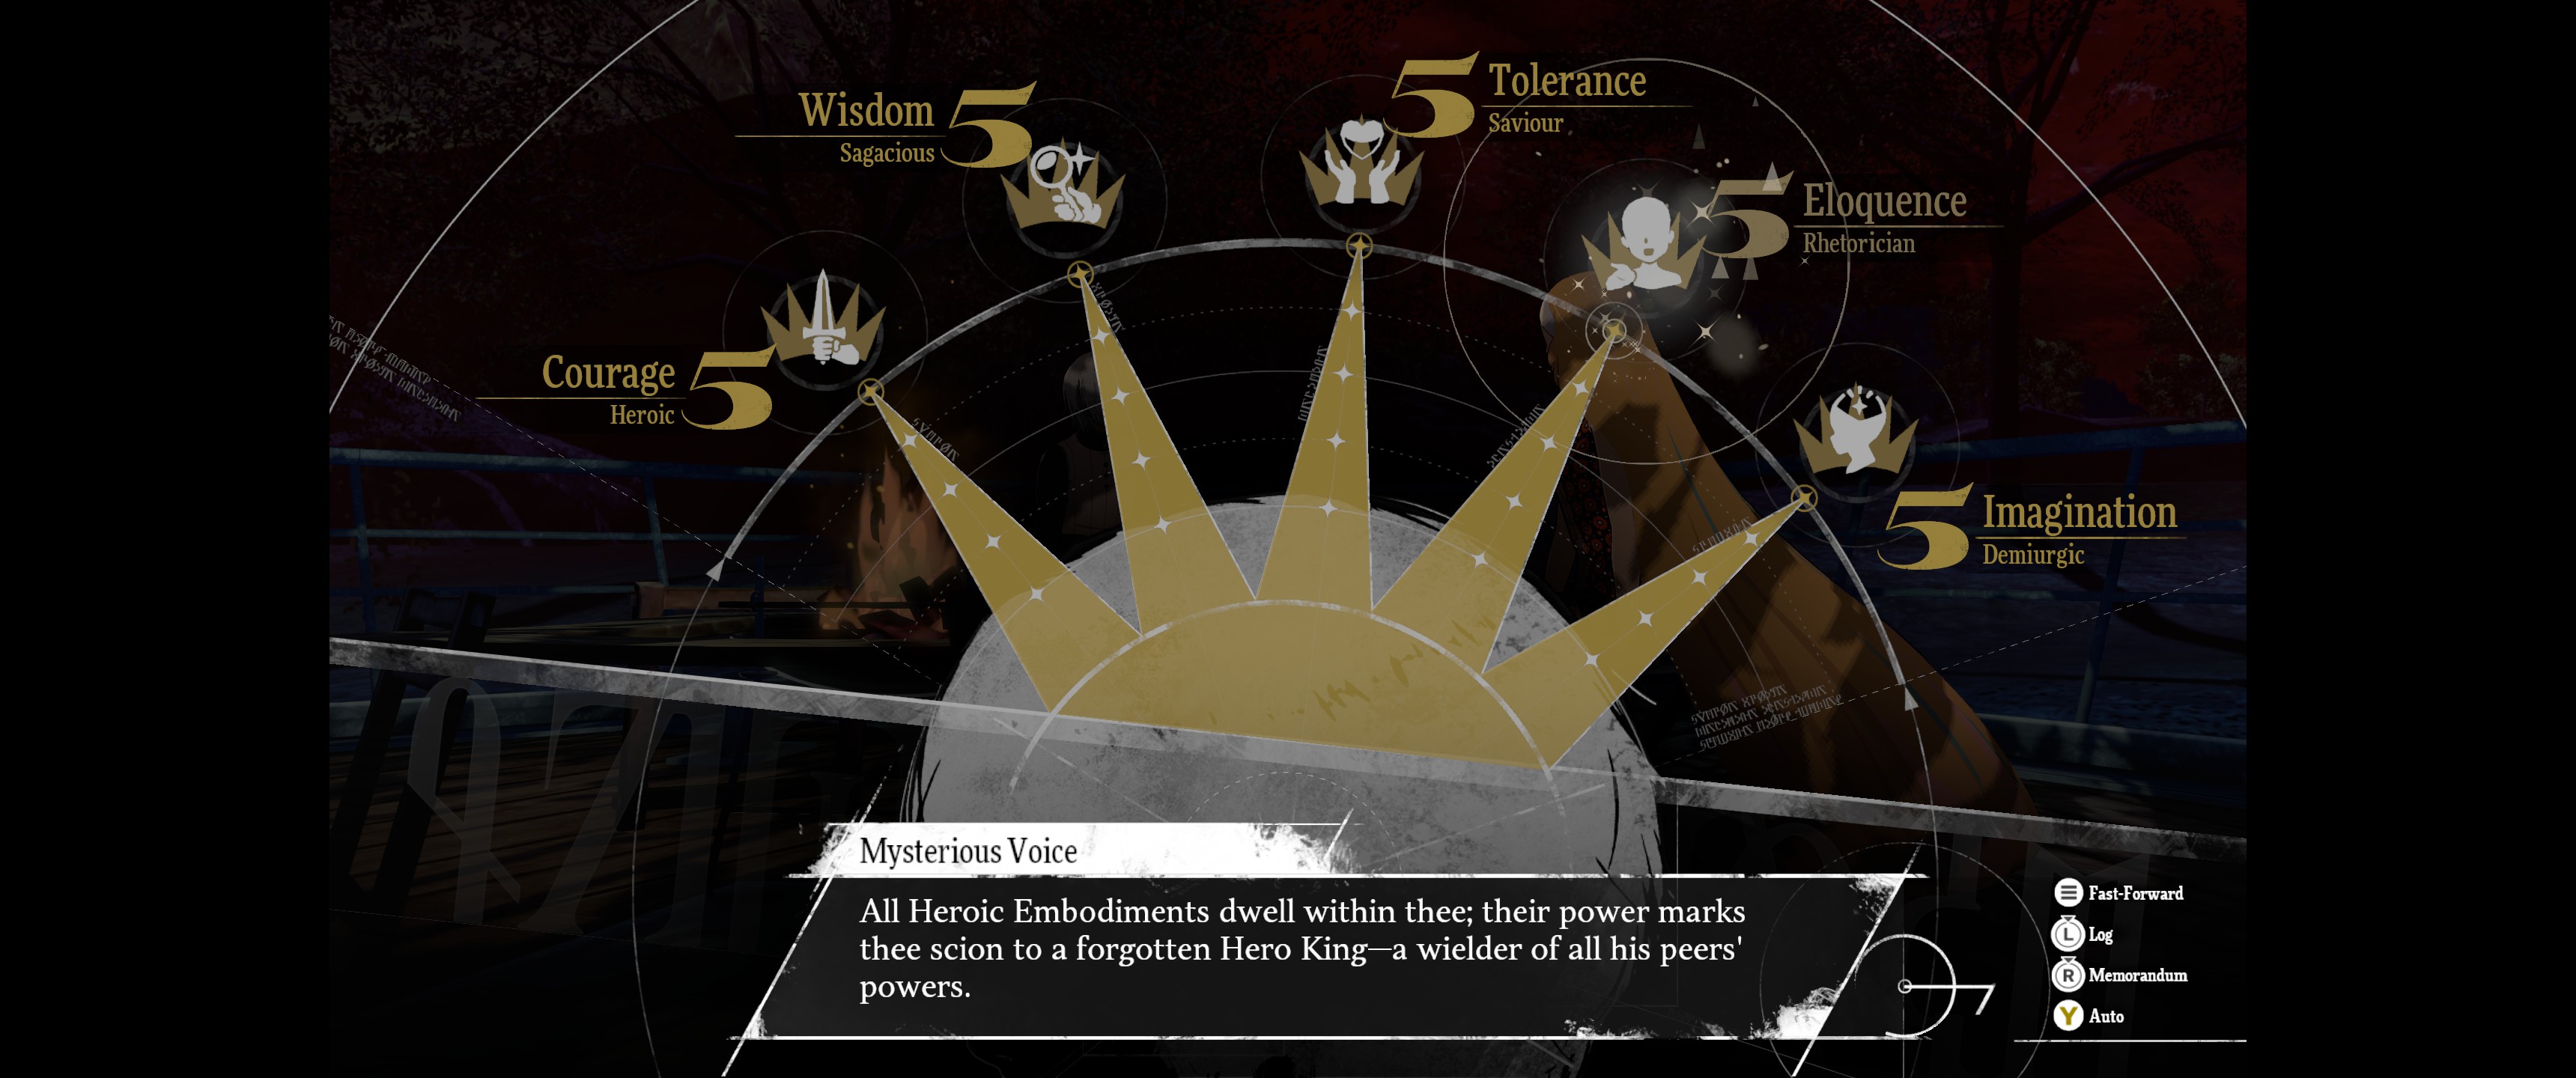 5
Tolerance
Saviour
Wisdom
5
Sagacious
5
Eloquence
Rhetorician
Courage
5
Heroic
5
Imagination
Demiurgic
Mysterious Voice
All Heroic Embodiments dwell within thee; their power marks
thee scion to a forgotten Hero King—a wielder of all his peers'
powers.
Fast-Forward
L Log
R Memorandum
Y Auto